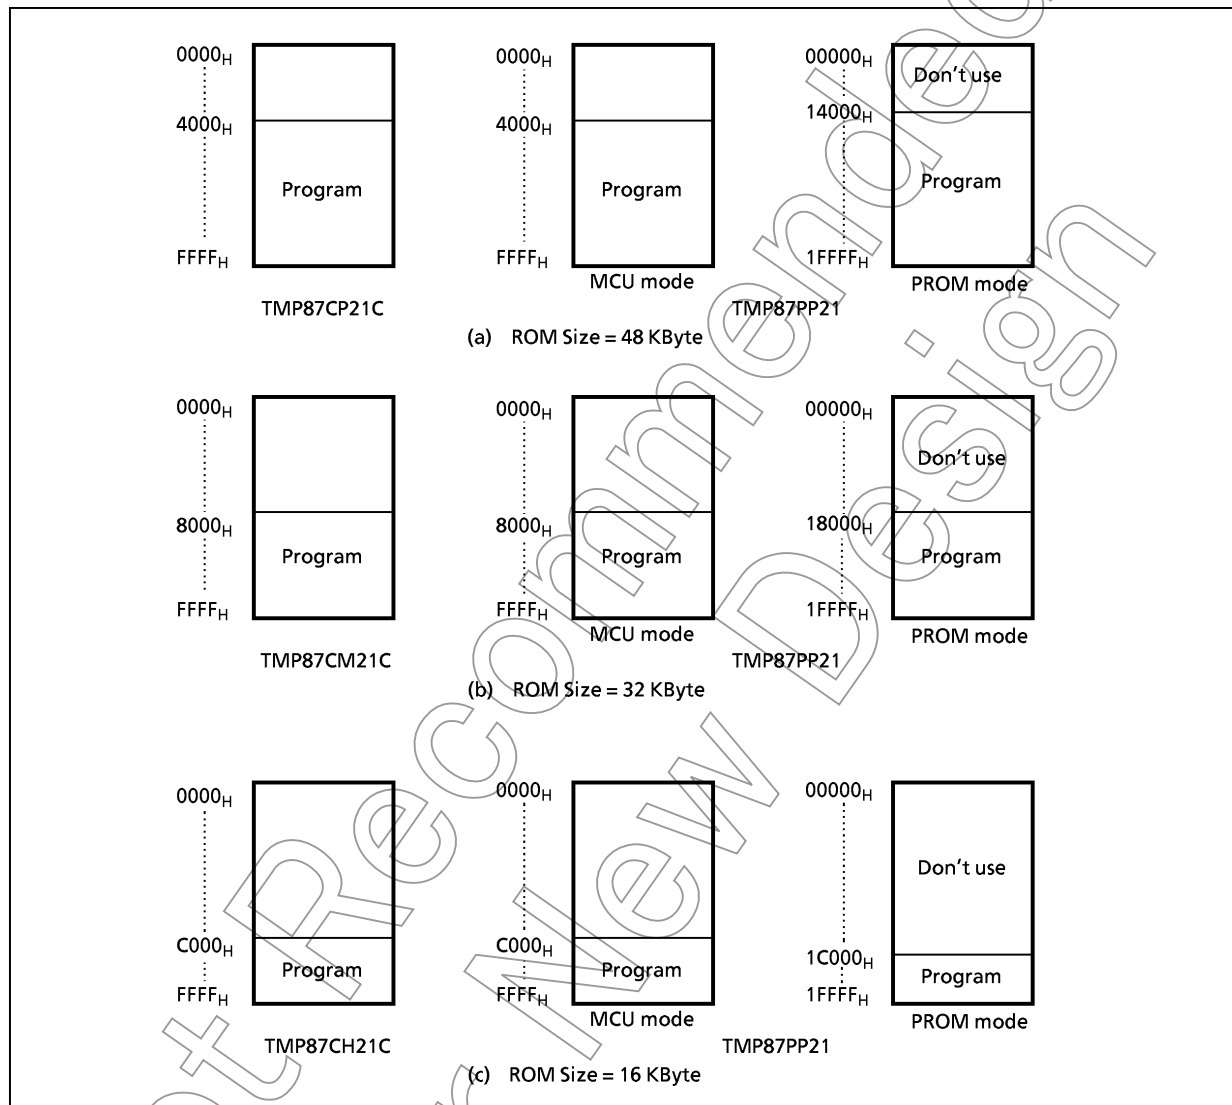 0000H
4000H
Program
FFFFH
TMP87CP21C
0000H
4000H
Program
FFFFH
MCU mode
00000H
Don't use
14000H
Program
1FFFFH
PROM mode
TMP87PP21
(a) ROM Size = 48 KByte
0000H
8000H
Program
FFFFH
TMP87CM21C
0000H
8000H
Program
FFFFH
MCU mode
00000H
Don't use
18000H
Program
1FFFFH
PROM mode
TMP87PP21
(b) ROM Size = 32 KByte
0000H
C000H
Program
FFFFH
TMP87CH21C
0000H
C000H
Program
FFFFH
MCU mode
00000H
Don't use
1C000H
Program
1FFFFH
PROM mode
TMP87PP21
(c) ROM Size = 16 KByte
Recommended
New Design